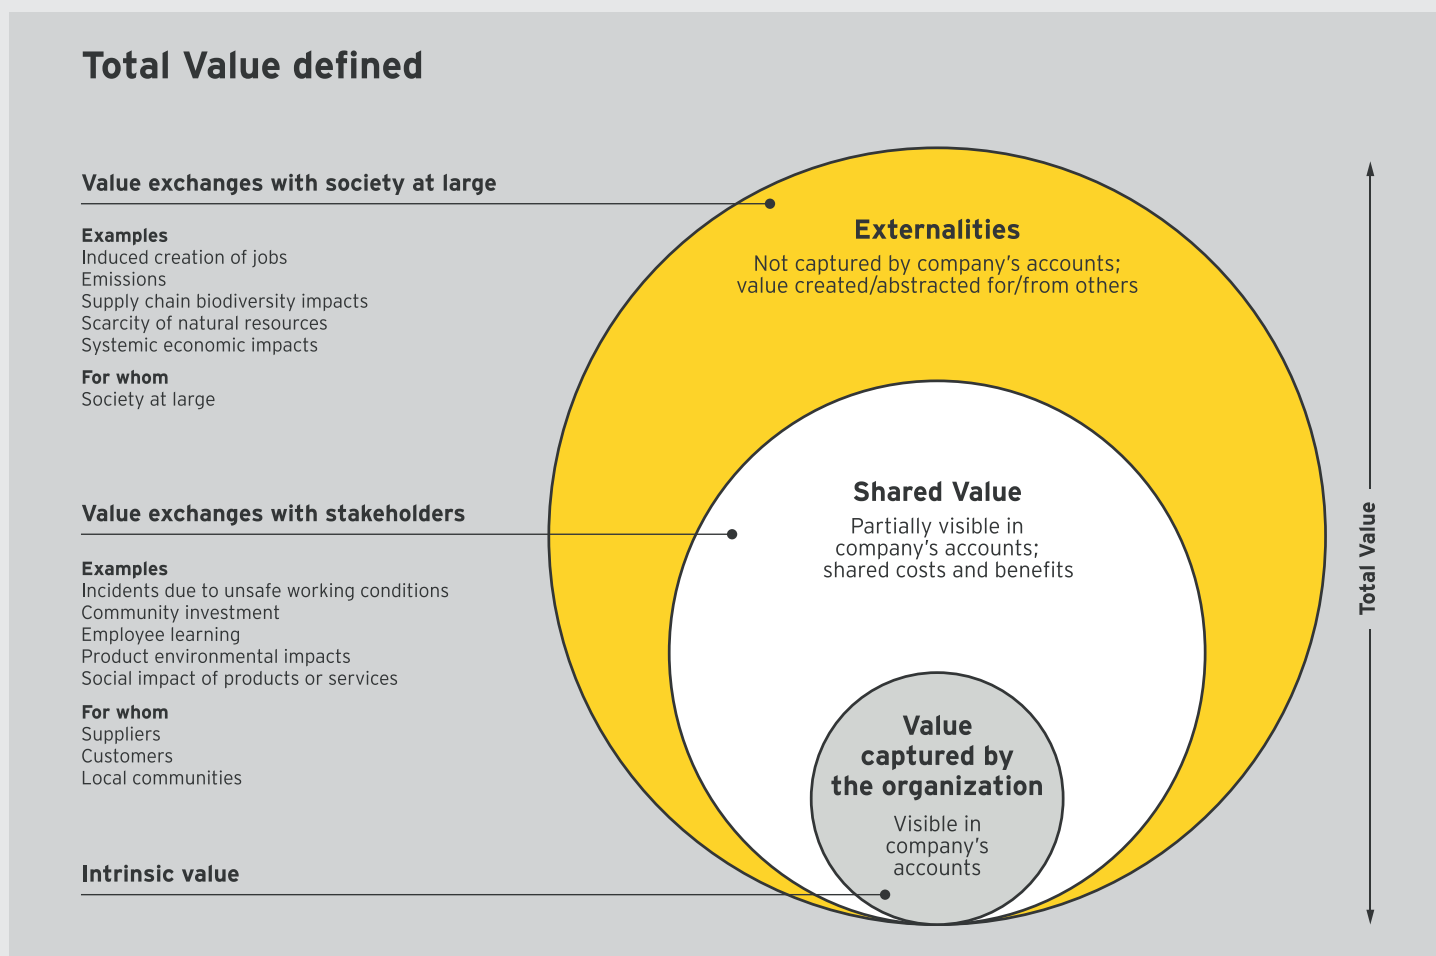 Total Value defined
Value exchanges with society at large
Examples
Induced creation of jobs
Emissions
Supply chain biodiversity impacts
Scarcity of natural resources
Systemic economic impacts
For whom
Society at large
Value exchanges with stakeholders
Examples
Incidents due to unsafe working conditions
Community investment
Employee learning
Product environmental impacts
Social impact of products or services
For whom
Suppliers
Customers
Local communities
Intrinsic value
Externalities
Not captured by company’s accounts;
value created/abstracted for/from others
Shared Value
Partially visible in
company’s accounts;
shared costs and benefits
Value
captured by
the organization
Visible in
company’s
accounts
Total Value